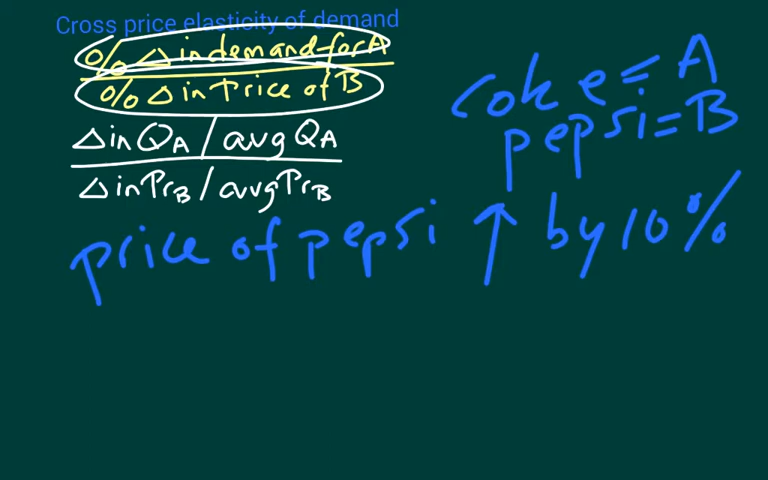 Cross price elasticity of demand
% Δ in demand for A
% Δ in Price of B
Δ in QA / avg QA
Δ in PrB / avg PrB
coke = A
pepsi = B
price of pepsi ↑ by 10%